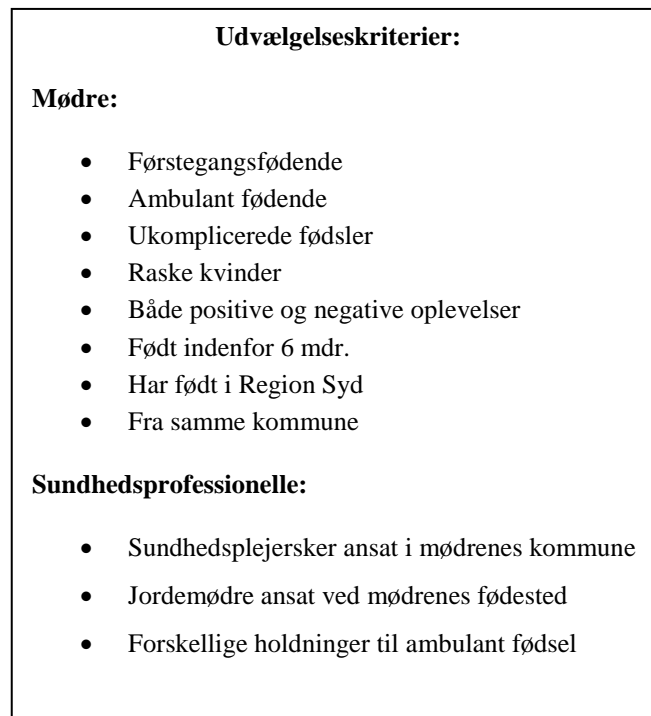 Udvælgelseskriterier:
Mødre:
• Førstegangsfødende
• Ambulant fødende
• Ukomplicerede fødsler
• Raske kvinder
• Både positive og negative oplevelser
• Født indenfor 6 mdr.
• Har født i Region Syd
• Fra samme kommune
Sundhedsprofessionelle:
• Sundhedsplejersker ansat i mødrenes kommune
• Jordemødre ansat ved mødrenes fødested
• Forskellige holdninger til ambulant fødsel